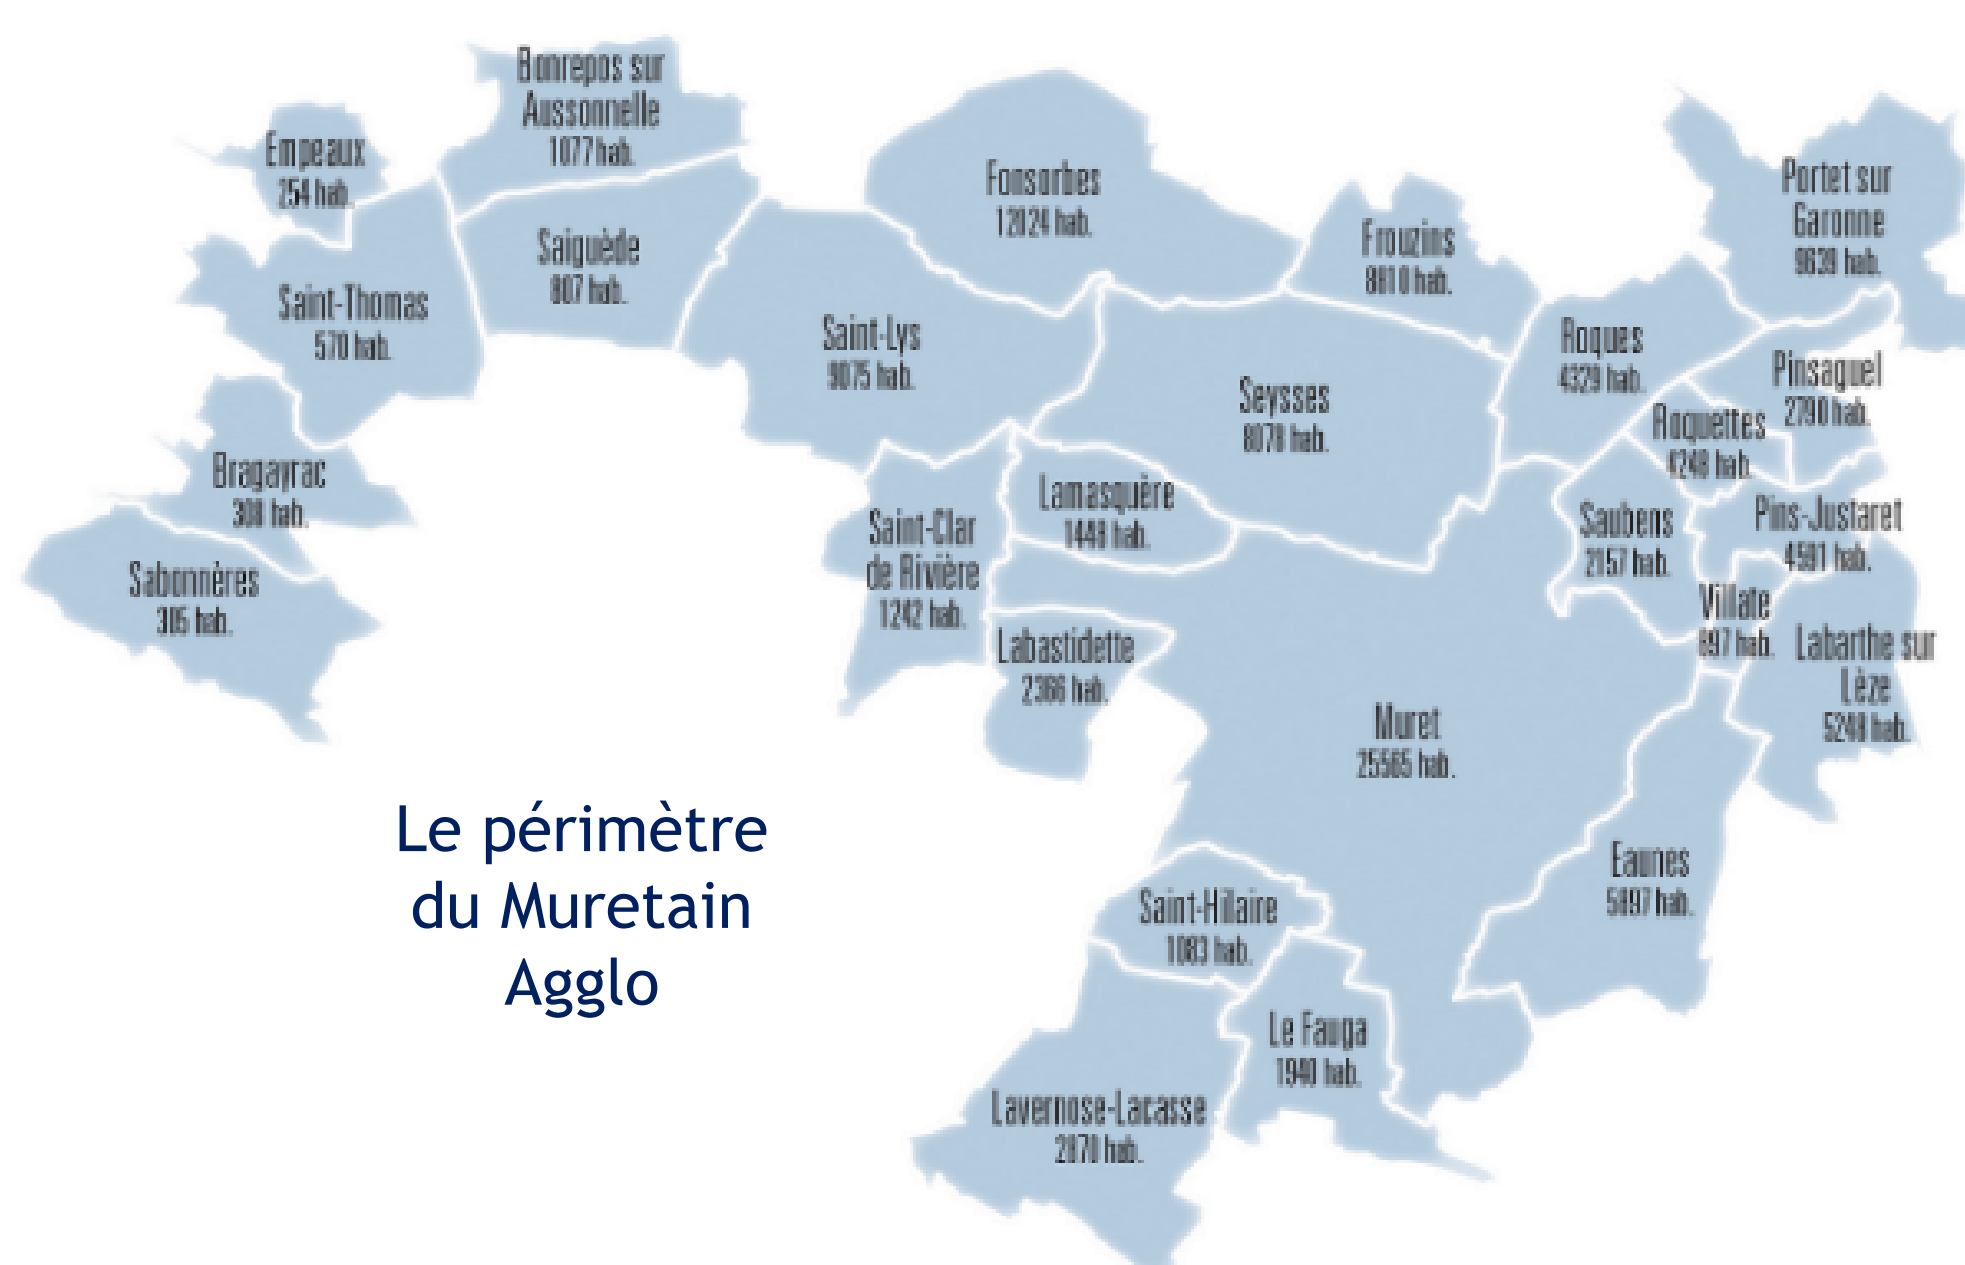 Bonrepos sur
Aussonnelle
1077 hab.
Empeaux
254 hab.
Fonsorbes
12024 hab.
Portet sur
Garonne
9639 hab.
Saiguède
807 hab.
Frouzins
8810 hab.
Saint-Thomas
570 hab.
Saint-Lys
9075 hab.
Roques
4329 hab.
Pinsaguel
2790 hab.
Seysses
8078 hab.
Roquettes
4248 hab.
Bragayrac
308 hab.
Lamasquère
1448 hab.
Saint-Clar
de Rivière
1242 hab.
Saubens
2157 hab.
Pins-Justaret
4591 hab.
Sabonnères
305 hab.
Villate
897 hab.
Labastidette
2366 hab.
Labarthe sur
Lèze
5248 hab.
Muret
25565 hab.
Le périmètre
du Muretain
Agglo
Eaunes
5897 hab.
Saint-Hilaire
1083 hab.
Le Fauga
1940 hab.
Lavernose-Lacasse
2870 hab.